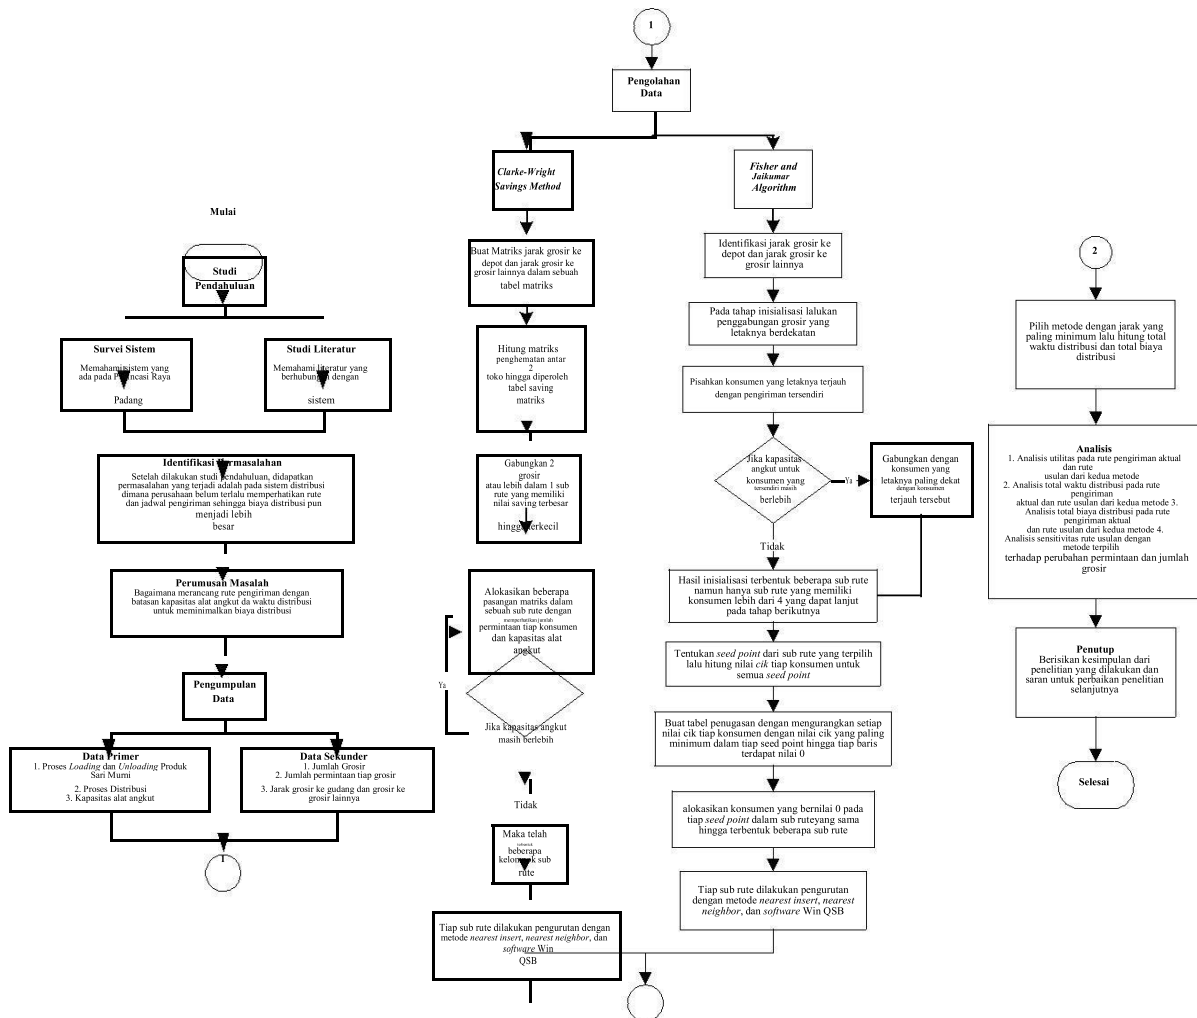 Mulai
Studi
Pendahuluan
Survei Sistem
Memahami sistem yang
ada pada Raya
Padang
Studi Literatur
Memahami literatur yang
berhubungan dengan
sistem
Identifikasi Permasalahan
Setelah dilakukan studi pendahuluan, didapatkan
permasalahan yang terjadi adalah pada sistem distribusi
dimana perusahaan belum terlalu memperhatikan rute
dan jadwal pengiriman sehingga biaya distribusi pun
menjadi lebih
besar
Perumusan Masalah
Bagaimana merancang rute pengiriman dengan
batasan kapasitas alat angkut da waktu distribusi
untuk meminimalkan biaya distribusi
Pengumpulan
Data
Data Primer
1. Proses Loading dan Unloading Produk
Sari Murni
2. Proses Distribusi
3. Kapasitas alat angkut
Data Sekunder
1. Jumlah Grosir
2. Jumlah permintaan tiap grosir
3. Jarak grosir ke gudang dan grosir ke
grosir lainnya
1
1
Pengolahan
Data
Clarke-Wright
Savings Method
Buat Matriks jarak grosir ke
depot dan jarak grosir ke
grosir lainnya dalam sebuah
tabel matriks
Hitung matriks
penghematan antar
2
toko hingga diperoleh
tabel saving
matriks
Gabungkan 2
grosir
atau lebih dalam 1 sub
rute yang memiliki
nilai saving terbesar
hingga terkecil
Alokasikan beberapa
pasangan matriks dalam
sebuah sub rute dengan
memperhatikan jumlah
permintaan tiap konsumen
dan kapasitas alat
angkut
Ya
Jika kapasitas angkut
masih berlebih
Tidak
Maka telah
beberapa
kelompok sub
rute
Tiap sub rute dilakukan pengurutan dengan
metode nearest insert, nearest neighbor, dan
software Win
QSB
Fisher and
Jaikumar
Algorithm
Identifikasi jarak grosir ke
depot dan jarak grosir ke
grosir lainnya
Pada tahap inisialisasi lalukan
penggabungan grosir yang
letaknya berdekatan
Pisahkan konsumen yang letaknya terjauh
dengan pengiriman tersendiri
Jika kapasitas
angkut untuk
konsumen yang
tersendiri masih
berlebih
Ya
Gabungkan dengan
konsumen yang
letaknya paling dekat
dengan konsumen
terjauh tersebut
Tidak
Hasil inisialisasi terbentuk beberapa sub rute
namun hanya sub rute yang memiliki
konsumen lebih dari 4 yang dapat lanjut
pada tahap berikutnya
Tentukan seed point dari sub rute yang terpilih
lalu hitung nilai cik tiap konsumen untuk
semua seed point
Buat tabel penugasan dengan mengurangkan setiap
nilai cik tiap konsumen dengan nilai cik yang paling
minimum dalam tiap seed point hingga tiap baris
terdapat nilai 0
alokasikan konsumen yang bernilai 0 pada
tiap seed point dalam sub ruteyang sama
hingga terbentuk beberapa sub rute
Tiap sub rute dilakukan pengurutan
dengan metode nearest insert, nearest
neighbor, dan software Win QSB
2
Pilih metode dengan jarak yang
paling minimum lalu hitung total
waktu distribusi dan total biaya
distribusi
Analisis
1. Analisis utilitas pada rute pengiriman aktual
dan rute
usulan dari kedua metode
2. Analisis total waktu distribusi pada rute
pengiriman
aktual dan rute usulan dari kedua metode 3.
Analisis total biaya distribusi pada rute
pengiriman aktual
dan rute usulan dari kedua metode 4.
Analisis sensitivitas rute usulan dengan
metode terpilih
terhadap perubahan permintaan dan jumlah
grosir
Penutup
Berisikan kesimpulan dari
penelitian yang dilakukan dan
saran untuk perbaikan penelitian
selanjutnya
Selesai